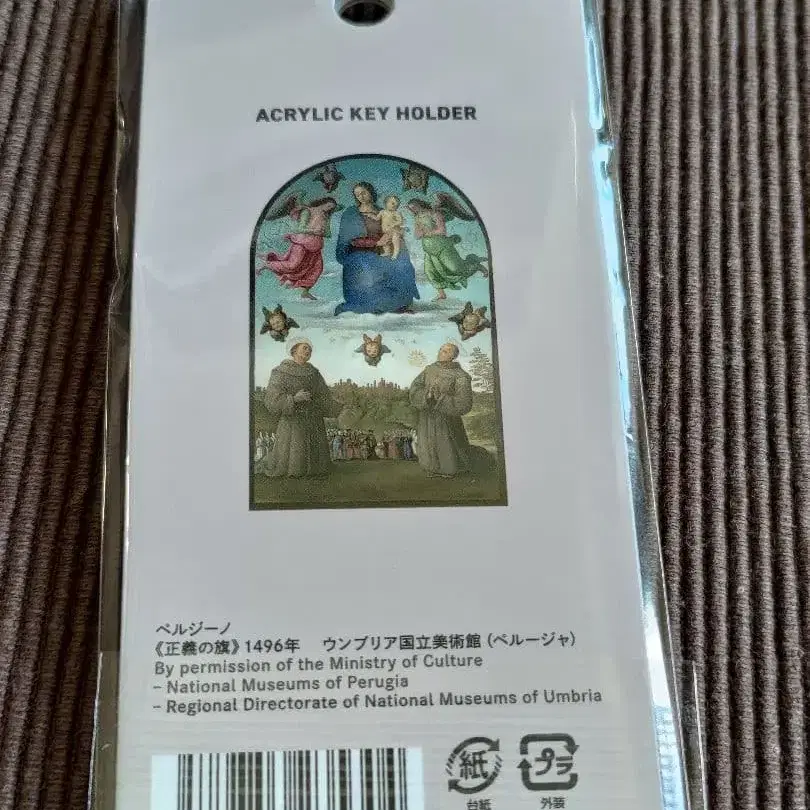 ACRYLIC KEY HOLDER
ペルジーノ
《正義の旗》1496年 ウンブリア国立美術館（ペルージャ）
By permission of the Ministry of Culture
– National Museums of Perugia
– Regional Directorate of National Museums of Umbria
紙 プラ
台紙 外装